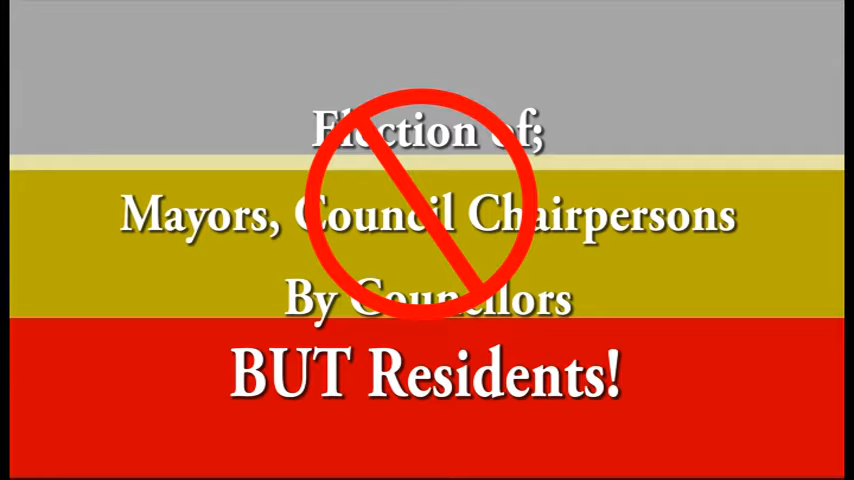 Election of;
Mayors, Council Chairpersons
By Councillors
BUT Residents!